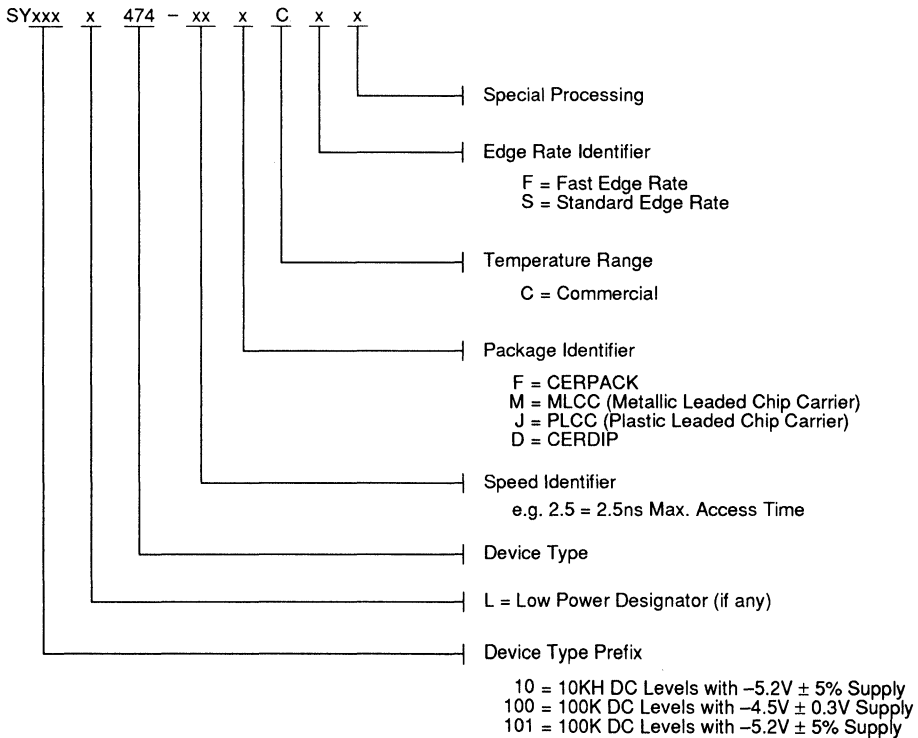 SYxxx x 474 – xx x C x x
Special Processing
Edge Rate Identifier
F = Fast Edge Rate
S = Standard Edge Rate
Temperature Range
C = Commercial
Package Identifier
F = CERPACK
M = MLCC (Metallic Leaded Chip Carrier)
J = PLCC (Plastic Leaded Chip Carrier)
D = CERDIP
Speed Identifier
e.g. 2.5 = 2.5ns Max. Access Time
Device Type
L = Low Power Designator (if any)
Device Type Prefix
10 = 10KH DC Levels with –5.2V ± 5% Supply
100 = 100K DC Levels with –4.5V ± 0.3V Supply
101 = 100K DC Levels with –5.2V ± 5% Supply